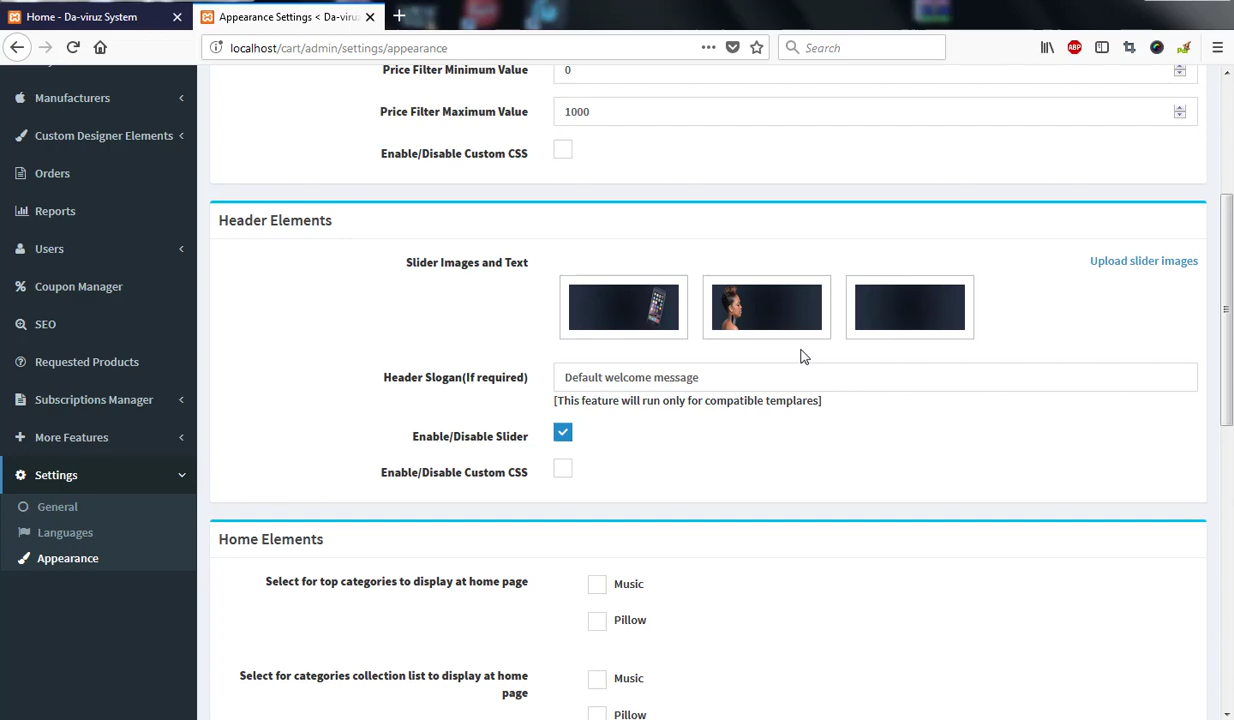 Home - Da-viruz System
Appearance Settings < Da-viruz
localhost/cart/admin/settings/appearance
Search
ABP
Manufacturers
Custom Designer Elements
Orders
Reports
Users
Coupon Manager
SEO
Requested Products
Subscriptions Manager
More Features
Settings
General
Languages
Appearance
Price Filter Minimum Value
0
Price Filter Maximum Value
1000
Enable/Disable Custom CSS
Header Elements
Slider Images and Text
Upload slider images
Header Slogan(If required)
Default welcome message
[This feature will run only for compatible templares]
Enable/Disable Slider
Enable/Disable Custom CSS
Home Elements
Select for top categories to display at home page
Music
Pillow
Select for categories collection list to display at home
page
Music
Pillow